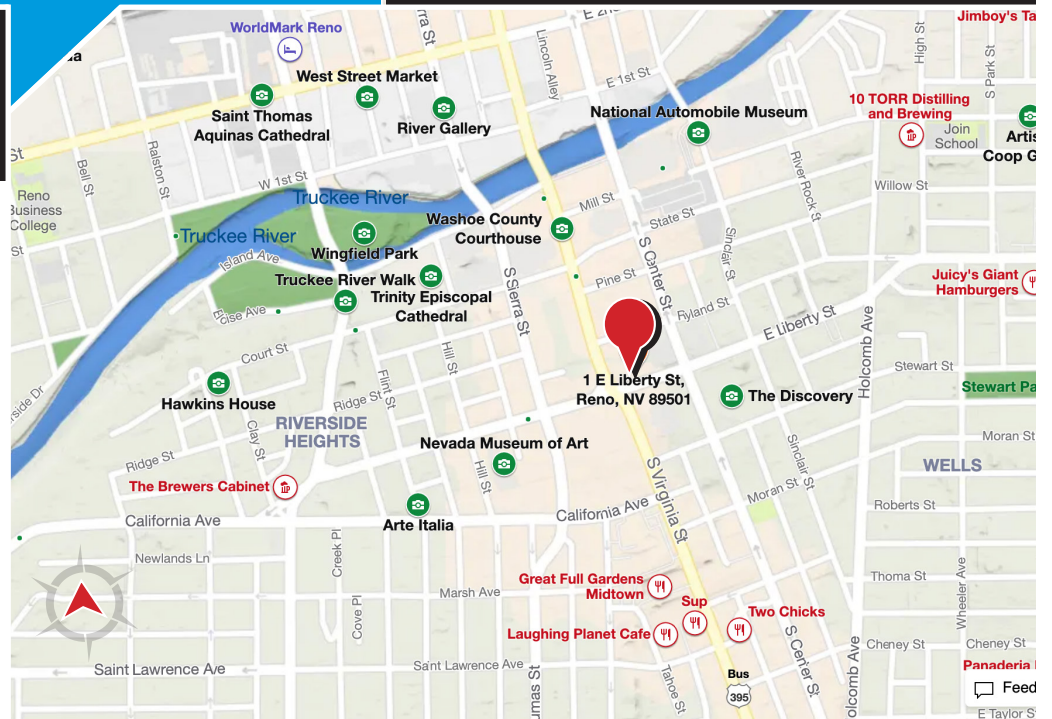 WorldMark Reno
Jimboy's Ta
West Street Market
Saint Thomas
Aquinas Cathedral
River Gallery
Lincoln Alley
E 1st St
High St
S Park St
National Automobile Museum
10 TORR Distilling
and Brewing
Join
School
Artis
Coop G
St
Bell St
Ralston St
W 1st St
Reno
Business
College
St
Truckee River
Truckee River
Island Ave
Wingfield Park
Washoe County
Courthouse
Mill St
State St
River Rock St
Willow St
Truckee River Walk
Trinity Episcopal
Cathedral
S Sierra St
Pine St
S Center St
Sinclair St
Ryland St
E Liberty St
Juicy's Giant
Hamburgers
Holcomb Ave
Court St
Hill St
Flint St
Ridge St
1 E Liberty St,
Reno, NV 89501
Stewart St
Stewart Pa
Hawkins House
RIVERSIDE
HEIGHTS
Clay St
Ridge St
The Discovery
Nevada Museum of Art
Hill St
S Virginia St
Sinclair St
Moran St
Moran St
WELLS
The Brewers Cabinet
Arte Italia
California Ave
California Ave
Roberts St
Newlands Ln
Creek Pl
Cove Pl
Marsh Ave
Great Full Gardens
Midtown
Sup
Two Chicks
Laughing Planet Cafe
Thoma St
Wheeler Ave
Cheney St
Cheney St
Saint Lawrence Ave
Saint Lawrence Ave
Tahoe St
S Center St
olcomb Ave
Bus
395
Panaderia
Feed
E Taylor S